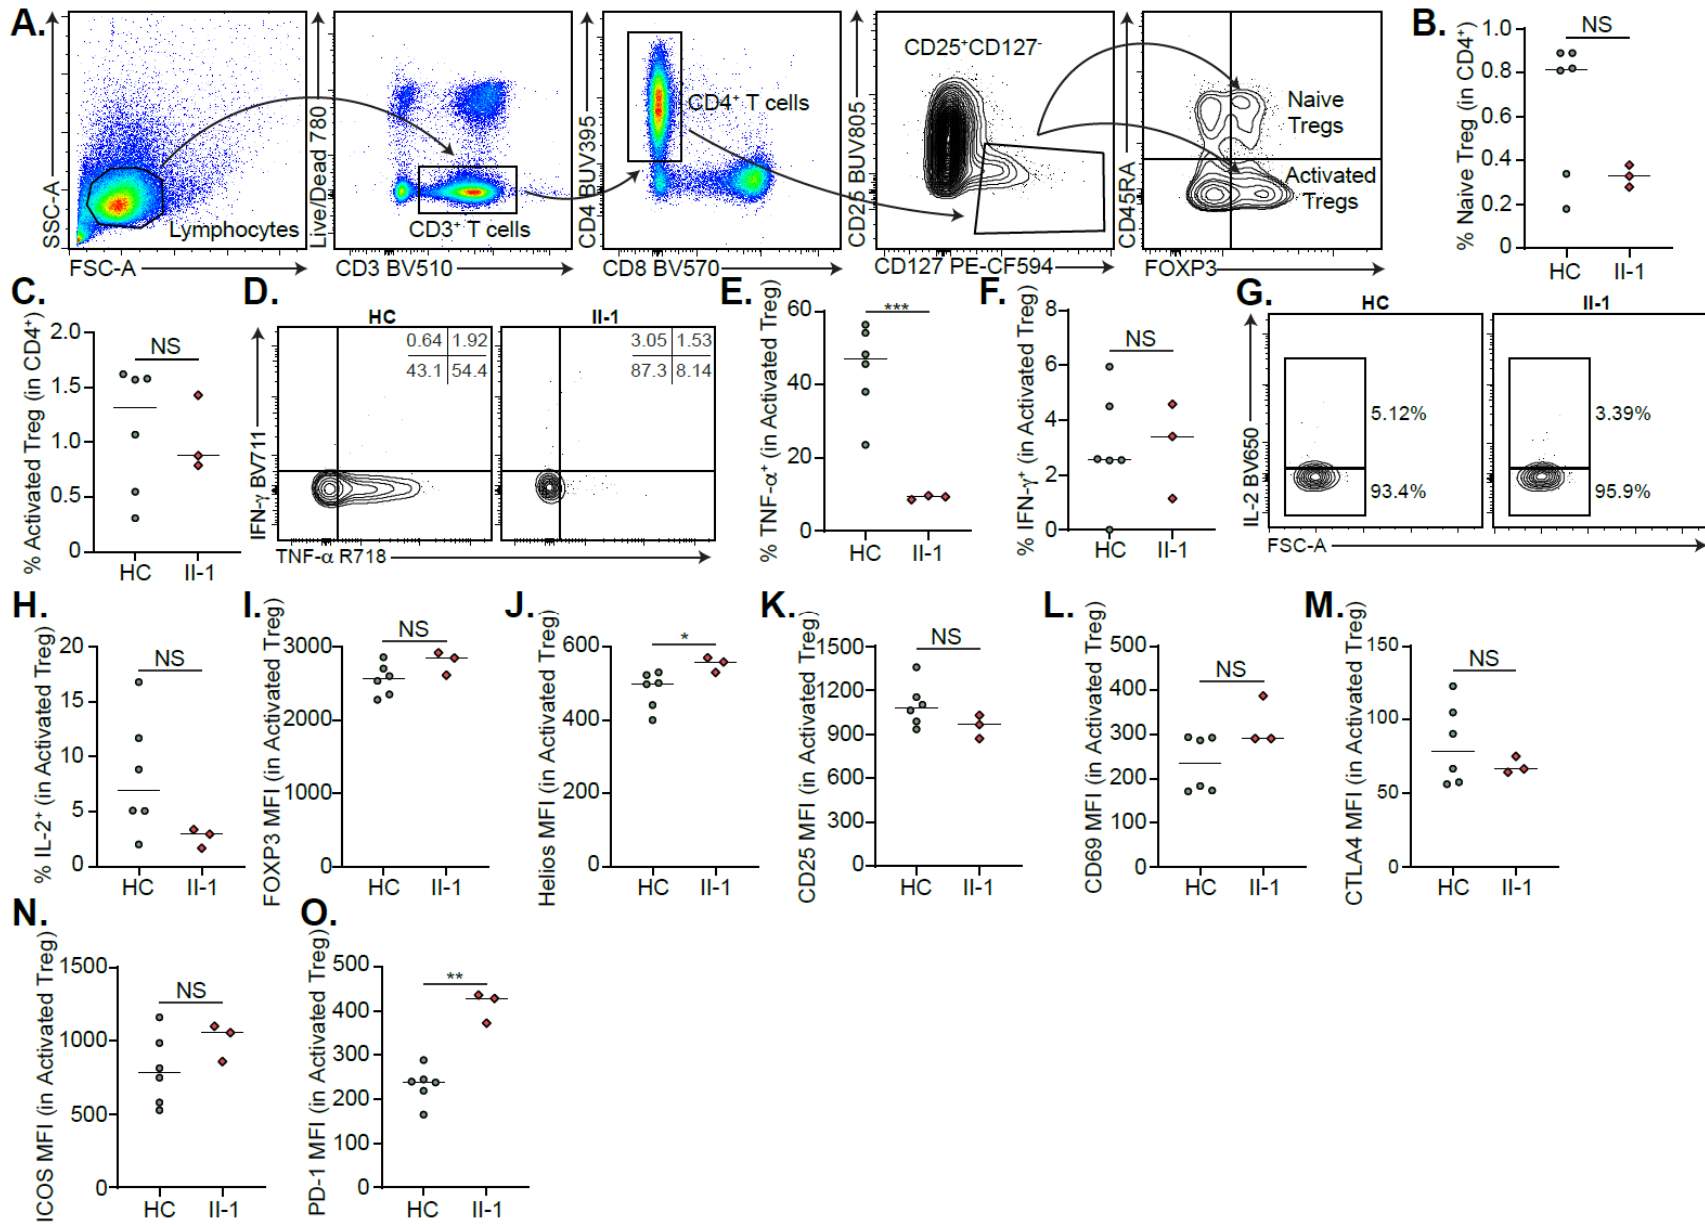 A.
SSC-A
FSC-A
Lymphocytes
Live/Dead 780
CD3 BV510
CD3+ T cells
CD4 BUV395
CD8 BV570
CD4+ T cells
CD25 BUV805
CD127 PE-CF594
CD25+CD127-
CD45RA
FOXP3
Naive
Tregs
Activated
Tregs
B.
% Naive Treg (in CD4+)
1.0
0.8
0.6
0.4
0.2
0.0
NS
HC
II-1
C.
% Activated Treg (in CD4+)
2.0
1.5
1.0
0.5
0
NS
HC
II-1
D.
HC
II-1
0.64 1.92
43.1 54.4
3.05 1.53
87.3 8.14
IFN-γ BV711
TNF-α R718
E.
% TNF-α+ (in Activated Treg)
60
40
20
0
***
HC
II-1
F.
% IFN-γ+ (in Activated Treg)
8
6
4
2
0
NS
HC
II-1
G.
HC
II-1
5.12%
93.4%
3.39%
95.9%
IL-2 BV650
FSC-A
H.
% IL-2+ (in Activated Treg)
20
15
10
5
0
NS
HC
II-1
I.
FOXP3 MFI (in Activated Treg)
3000
2000
1000
0
NS
HC
II-1
J.
Helios MFI (in Activated Treg)
600
400
200
0
*
HC
II-1
K.
CD25 MFI (in Activated Treg)
1500
1200
900
600
300
0
NS
HC
II-1
L.
CD69 MFI (in Activated Treg)
500
400
300
200
100
0
NS
HC
II-1
M.
CTLA4 MFI (in Activated Treg)
150
100
50
0
NS
HC
II-1
N.
ICOS MFI (in Activated Treg)
1500
1000
500
0
NS
HC
II-1
O.
PD-1 MFI (in Activated Treg)
500
400
300
200
100
0
**
HC
II-1